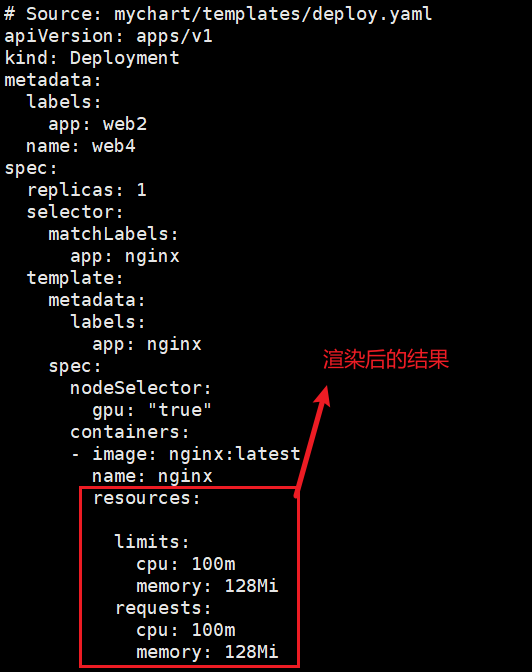 # Source: mychart/templates/deploy.yaml
apiVersion: apps/v1
kind: Deployment
metadata:
  labels:
    app: web2
  name: web4
spec:
  replicas: 1
  selector:
    matchLabels:
      app: nginx
  template:
    metadata:
      labels:
        app: nginx
    spec:
      nodeSelector:
        gpu: "true"
      containers:
      - image: nginx:latest
        name: nginx
        resources:
          limits:
            cpu: 100m
            memory: 128Mi
          requests:
            cpu: 100m
            memory: 128Mi
渲染后的结果